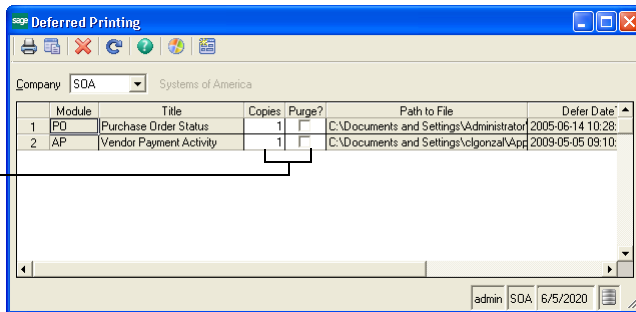 sage Deferred Printing
Company SOA Systems of America
Module Title Copies Purge? Path to File Defer Date
1 PO Purchase Order Status 1 C:\Documents and Settings\Administrator 2005-06-14 10:28:
2 AP Vendor Payment Activity 1 C:\Documents and Settings\clgonzal\App 2009-05-05 09:10:
admin SOA 6/5/2020